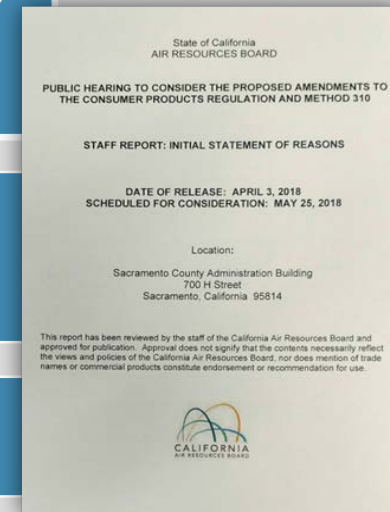 State of California
AIR RESOURCES BOARD
PUBLIC HEARING TO CONSIDER THE PROPOSED AMENDMENTS TO
THE CONSUMER PRODUCTS REGULATION AND METHOD 310
STAFF REPORT: INITIAL STATEMENT OF REASONS
DATE OF RELEASE: APRIL 3, 2018
SCHEDULED FOR CONSIDERATION: MAY 25, 2018
Location:
Sacramento County Administration Building
700 H Street
Sacramento, California 95814
This report has been reviewed by the staff of the California Air Resources Board and
approved for publication. Approval does not signify that the contents necessarily reflect
the views and policies of the California Air Resources Board, nor does mention of trade
names or commercial products constitute endorsement or recommendation for use.
CALIFORNIA
AIR RESOURCES BOARD